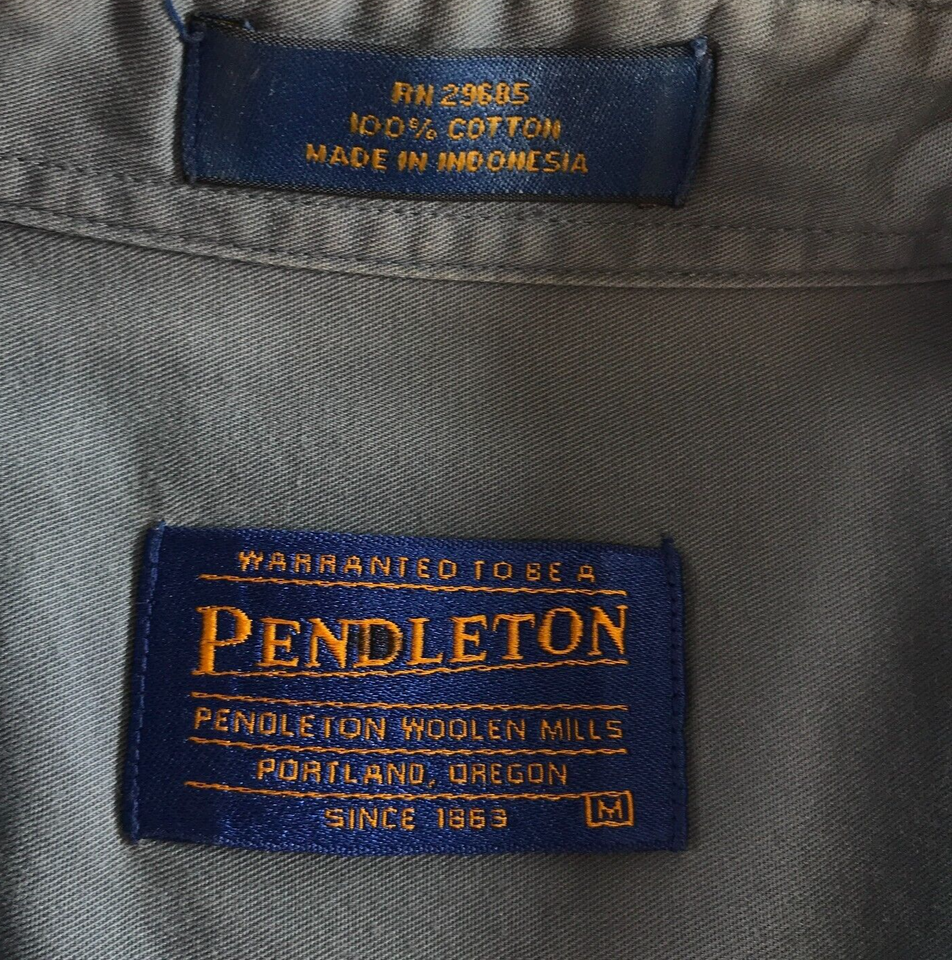 RN 29685
100% COTTON
MADE IN INDONESIA
WARRANTED TO BE A
PENDLETON
PENDLETON WOOLEN MILLS
PORTLAND, OREGON
SINCE 1863
M